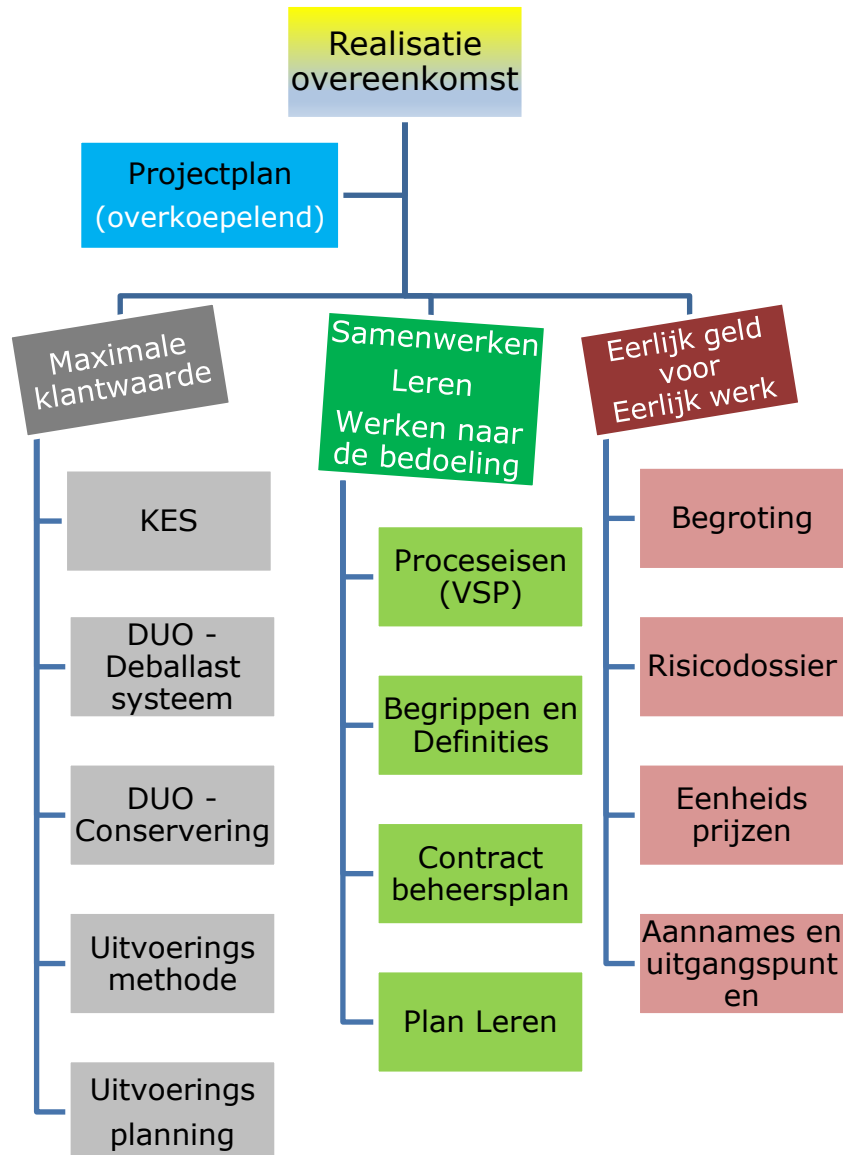 Realisatie
overeenkomst
Projectplan
(overkoepelend)
Maximale
klantwaarde
KES
DUO -
Deballast
systeem
DUO -
Conservering
Uitvoerings
methode
Uitvoerings
planning
Samenwerken
Leren
Werken naar
de bedoeling
Proceseisen
(VSP)
Begrippen en
Definities
Contract
beheersplan
Plan Leren
Eerlijk geld
voor
Eerlijk werk
Begroting
Risicodossier
Eenheids
prijzen
Aannames en
uitgangspunt
en